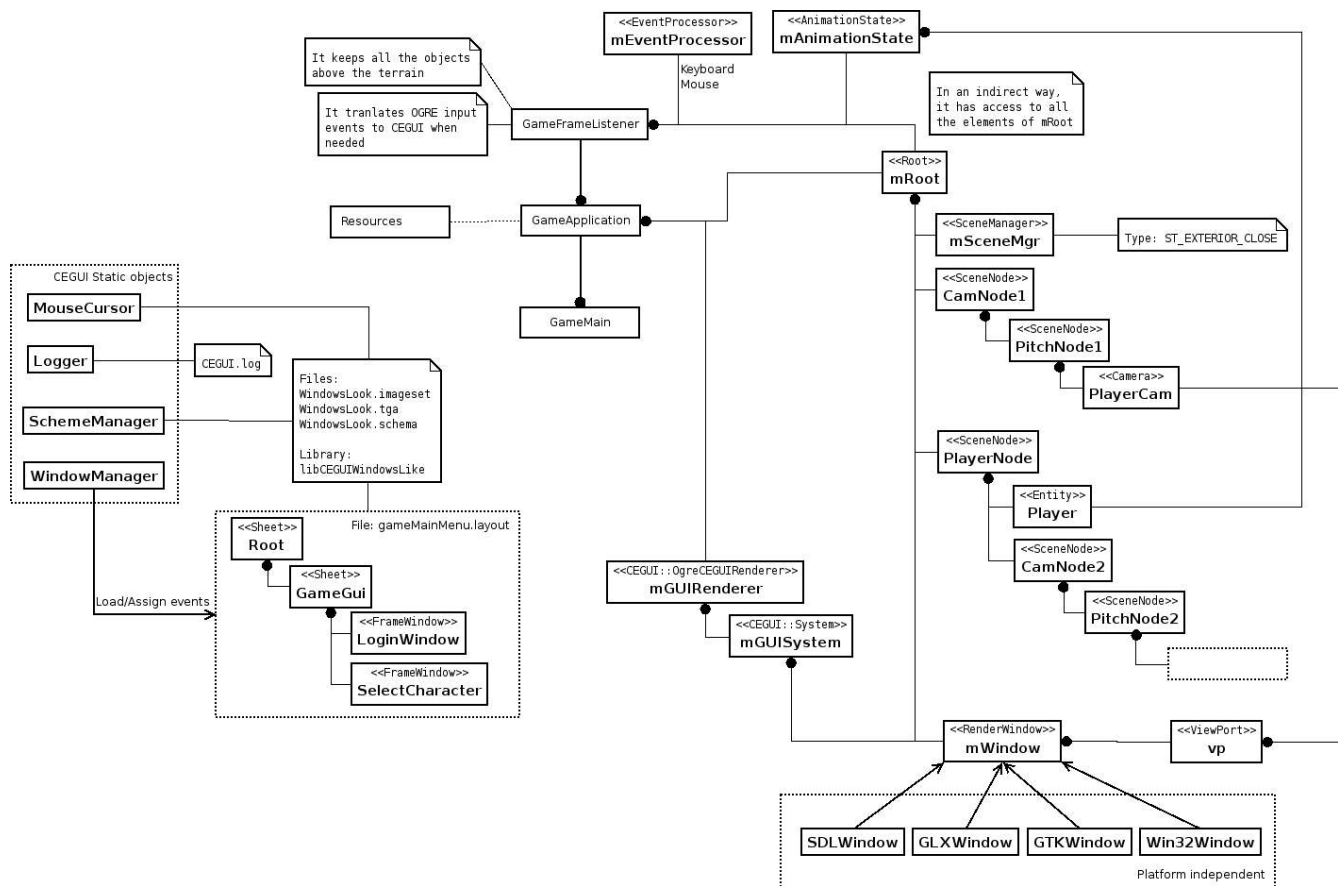 <<EventProcessor>>
mEventProcessor
<<AnimationState>>
mAnimationState
It keeps all the objects
above the terrain
Keyboard
Mouse
In an indirect way,
it has access to all
the elements of mRoot
It tranlates OGRE input
events to CEGUI when
needed
GameFrameListener
<<Root>>
mRoot
Resources
GameApplication
<<SceneManager>>
mSceneMgr
Type: ST_EXTERIOR_CLOSE
CEGUI Static objects
MouseCursor
<<SceneNode>>
CamNode1
GameMain
<<SceneNode>>
PitchNode1
Logger
CEGUI.log
<<Camera>>
PlayerCam
Files:
WindowsLook.imageset
WindowsLook.tga
WindowsLook.schema
Library:
libCEGUIWindowsLike
SchemeManager
<<SceneNode>>
PlayerNode
WindowManager
<<Entity>>
Player
File: gameMainMenu.layout
<<Sheet>>
Root
<<SceneNode>>
CamNode2
<<Sheet>>
GameGui
<<CEGUI::OgreCEGUIRenderer>>
mGUIRenderer
Load/Assign events
<<SceneNode>>
PitchNode2
<<FrameWindow>>
LoginWindow
<<CEGUI::System>>
mGUISystem
<<FrameWindow>>
SelectCharacter
<<RenderWindow>>
mWindow
<<ViewPort>>
vp
SDLWindow
GLXWindow
GTKWindow
Win32Window
Platform independent